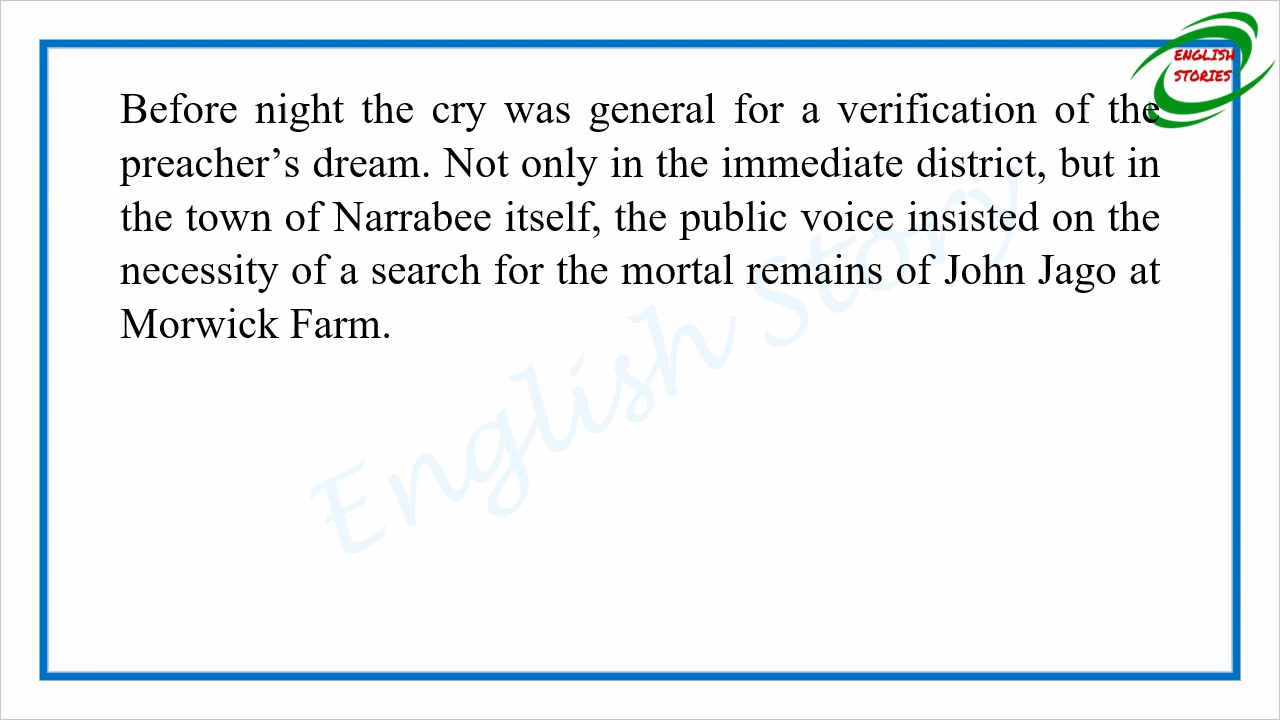 ENGLISH
STORIES
Before night the cry was general for a verification of the
preacher’s dream. Not only in the immediate district, but in
the town of Narrabee itself, the public voice insisted on the
necessity of a search for the mortal remains of John Jago at
Morwick Farm.
English Story